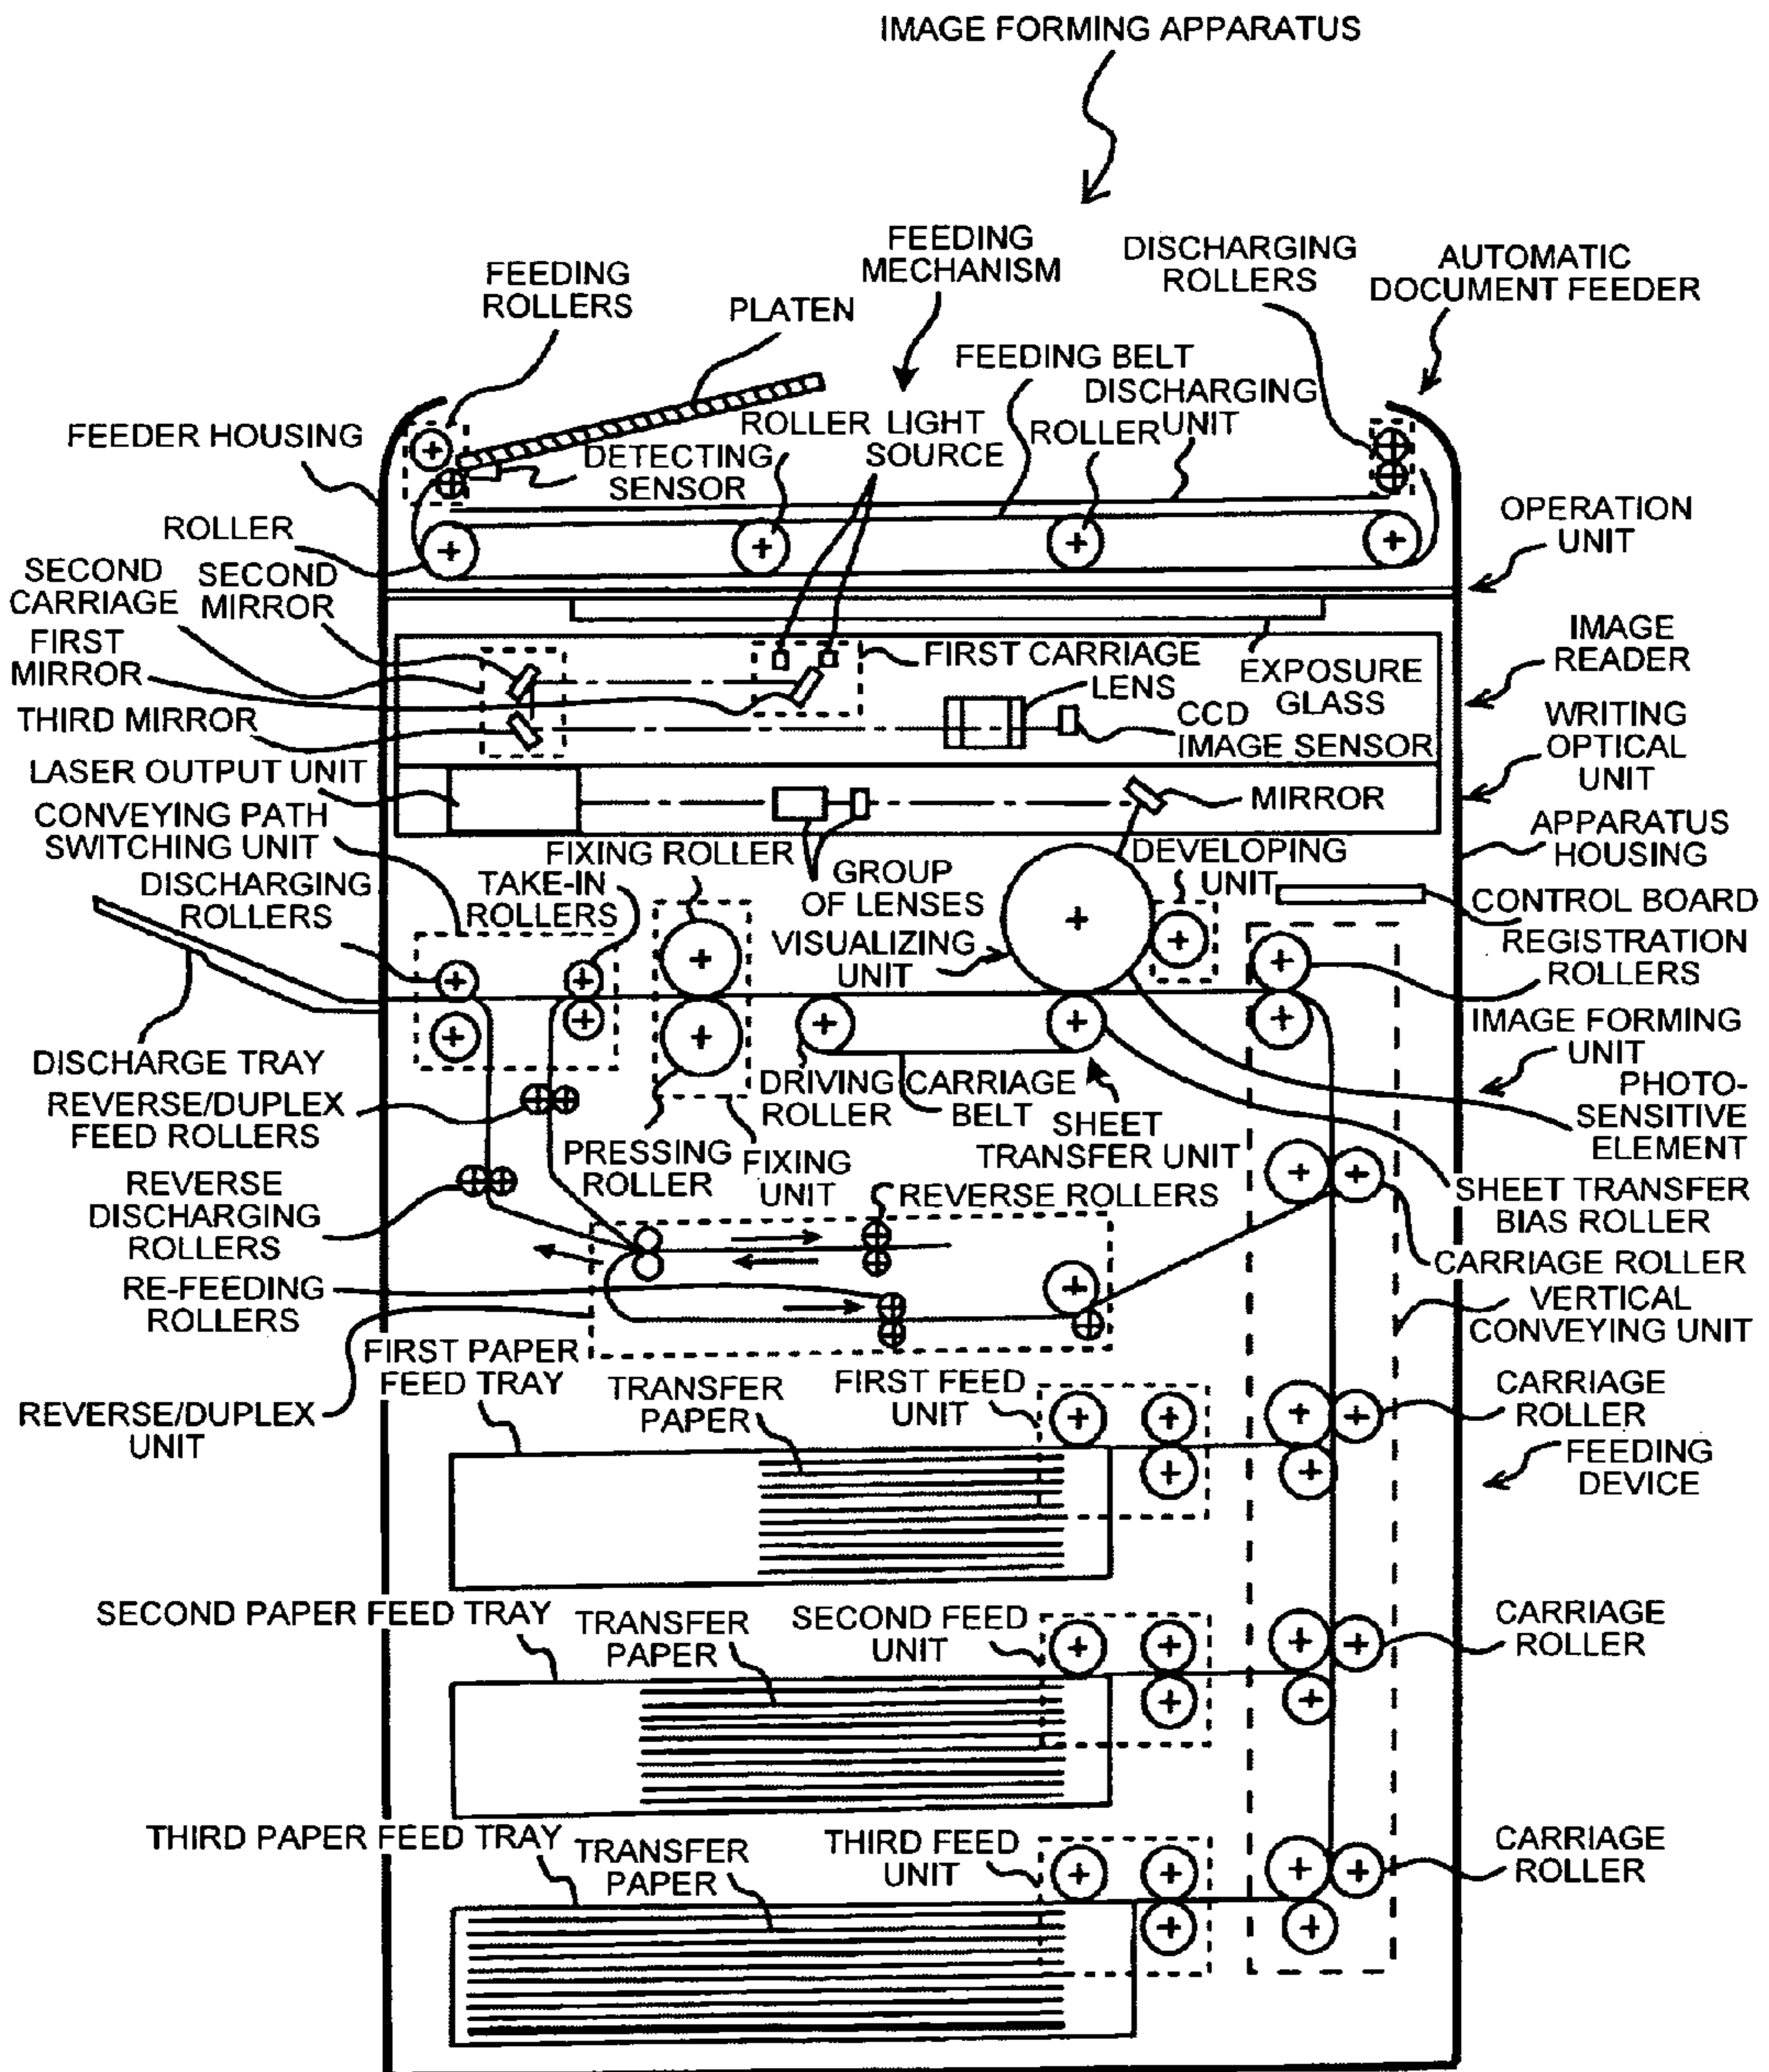 IMAGE FORMING APPARATUS
FEEDING
MECHANISM
DISCHARGING
ROLLERS
AUTOMATIC
DOCUMENT FEEDER
FEEDING
ROLLERS
PLATEN
FEEDING BELT
DISCHARGING
UNIT
FEEDER HOUSING
ROLLER
LIGHT
SOURCE
ROLLER
DETECTING
SENSOR
OPERATION
UNIT
ROLLER
SECOND
CARRIAGE
SECOND
MIRROR
FIRST
MIRROR
FIRST CARRIAGE
LENS
EXPOSURE
GLASS
IMAGE
READER
THIRD MIRROR
CCD
IMAGE SENSOR
WRITING
OPTICAL
UNIT
LASER OUTPUT UNIT
MIRROR
CONVEYING PATH
SWITCHING UNIT
APPARATUS
HOUSING
FIXING ROLLER
GROUP
OF LENSES
DEVELOPING
UNIT
DISCHARGING
ROLLERS
TAKE-IN
ROLLERS
CONTROL BOARD
VISUALIZING
UNIT
REGISTRATION
ROLLERS
IMAGE FORMING
UNIT
DISCHARGE TRAY
DRIVING
ROLLER
CARRIAGE
BELT
SHEET
TRANSFER UNIT
PHOTO-
SENSITIVE
ELEMENT
REVERSE/DUPLEX
FEED ROLLERS
PRESSING
ROLLER
FIXING
UNIT
REVERSE
DISCHARGING
ROLLERS
REVERSE ROLLERS
SHEET TRANSFER
BIAS ROLLER
CARRIAGE ROLLER
RE-FEEDING
ROLLERS
VERTICAL
CONVEYING UNIT
FIRST PAPER
FEED TRAY
TRANSFER
PAPER
FIRST FEED
UNIT
CARRIAGE
ROLLER
REVERSE/DUPLEX
UNIT
FEEDING
DEVICE
SECOND PAPER FEED TRAY
TRANSFER
PAPER
SECOND FEED
UNIT
CARRIAGE
ROLLER
THIRD PAPER FEED TRAY
TRANSFER
PAPER
THIRD FEED
UNIT
CARRIAGE
ROLLER